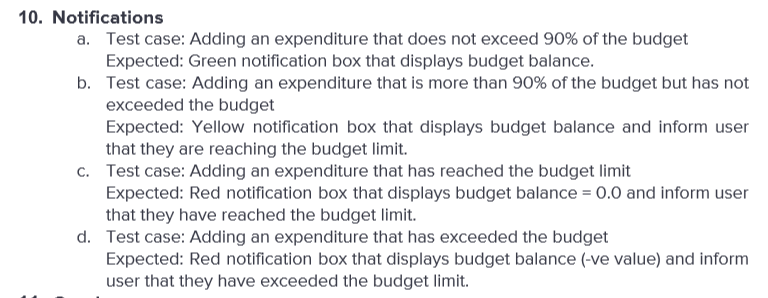 10. Notifications
a. Test case: Adding an expenditure that does not exceed 90% of the budget
Expected: Green notification box that displays budget balance.
b. Test case: Adding an expenditure that is more than 90% of the budget but has not
exceeded the budget
Expected: Yellow notification box that displays budget balance and inform user
that they are reaching the budget limit.
c. Test case: Adding an expenditure that has reached the budget limit
Expected: Red notification box that displays budget balance = 0.0 and inform user
that they have reached the budget limit.
d. Test case: Adding an expenditure that has exceeded the budget
Expected: Red notification box that displays budget balance (-ve value) and inform
user that they have exceeded the budget limit.